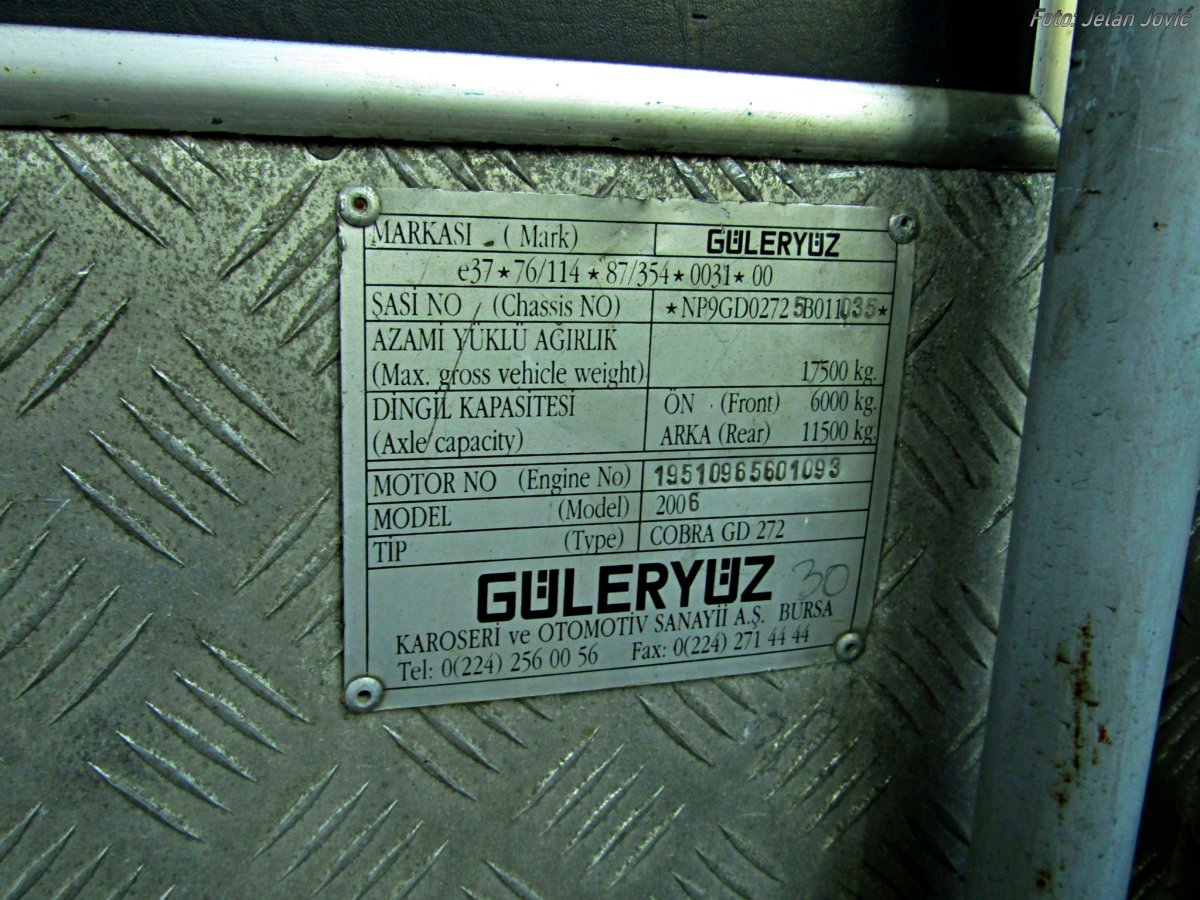 Foto: Jelan Jović
MARKASI (Mark) GÜLERYÜZ
e37★76/114★87/354★0031★00
ŞASİ NO (Chassis NO) ★NP9GD02725B011035★
AZAMİ YÜKLÜ AĞIRLIK
(Max. gross vehicle weight) 17500 kg.
DİNGİL KAPASİTESİ ÖN (Front) 6000 kg.
(Axle capacity) ARKA (Rear) 11500 kg.
MOTOR NO (Engine No) 19510965601093
MODEL (Model) 2006
TİP (Type) COBRA GD 272
GÜLERYÜZ 30
KAROSERİ ve OTOMOTİV SANAYİİ A.Ş. BURSA
Tel: 0(224) 256 00 56 Fax: 0(224) 271 44 44